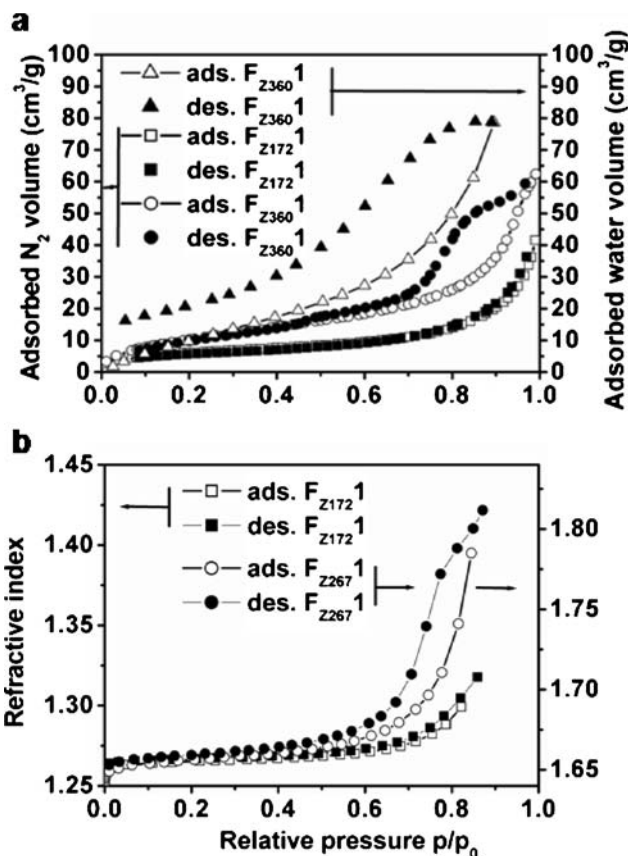 a
Adsorbed N2 volume (cm³/g)
100
90
80
70
60
50
40
30
20
10
0
ads. FZ3601
des. FZ3601
ads. FZ1721
des. FZ1721
ads. FZ3601
des. FZ3601
100
90
80
70
60
50
40
30
20
10
0
Adsorbed water volume (cm³/g)
0.0 0.2 0.4 0.6 0.8 1.0
b
Refractive index
1.45
1.40
1.35
1.30
1.25
ads. FZ1721
des. FZ1721
ads. FZ2671
des. FZ2671
1.80
1.75
1.70
1.65
0.0 0.2 0.4 0.6 0.8 1.0
Relative pressure p/p0